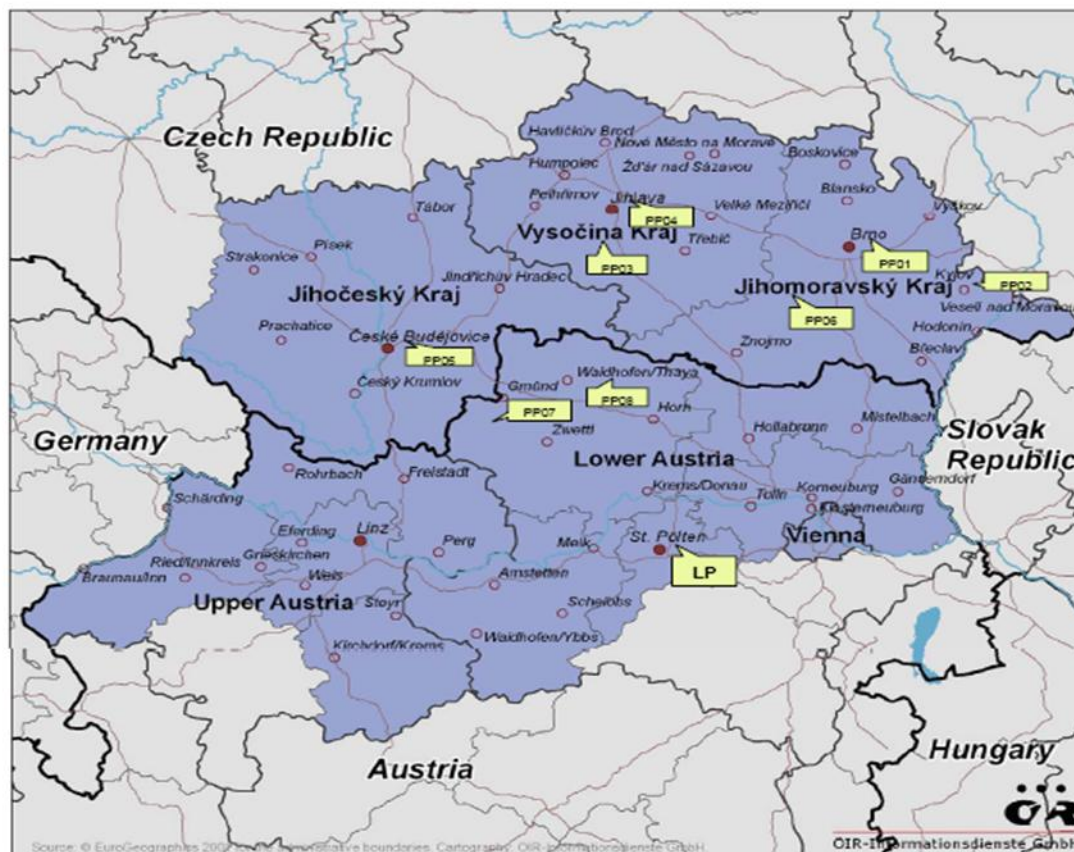 Czech Republic
Havlíčkův Brod
Nové Město na Moravě
Žďár nad Sázavou
Boskovice
Humpolec
Pelhřimov
Jihlava
Blansko
Velké Meziříčí
Vyškov
Tábor
PP04
Vysočina Kraj
Třebíč
Brno
PP01
Písek
Strakonice
PP03
Jindřichův Hradec
Kyjov
PP02
Jihočeský Kraj
Jihomoravský Kraj
Veselí nad Moravou
PP06
Prachatice
České Budějovice
Hodonín
Znojmo
Břeclav
PP05
Český Krumlov
Gmünd
Waidhofen/Thaya
PP08
PP07
Horn
Mistelbach
Germany
Zwettl
Hollabrunn
Slovak
Republic
Lower Austria
Rohrbach
Freistadt
Krems/Donau
Tulln
Korneuburg
Gänserndorf
Schärding
Klosterneuburg
Eferding
Linz
Vienna
Perg
Melk
St. Pölten
Grieskirchen
Ried/Innkreis
Braunau/Inn
Wels
LP
Amstetten
Upper Austria
Steyr
Scheibbs
Waidhofen/Ybbs
Kirchdorf/Krems
Hungary
Austria
ÖIR
ÖIR-Informationsdienste GmbH